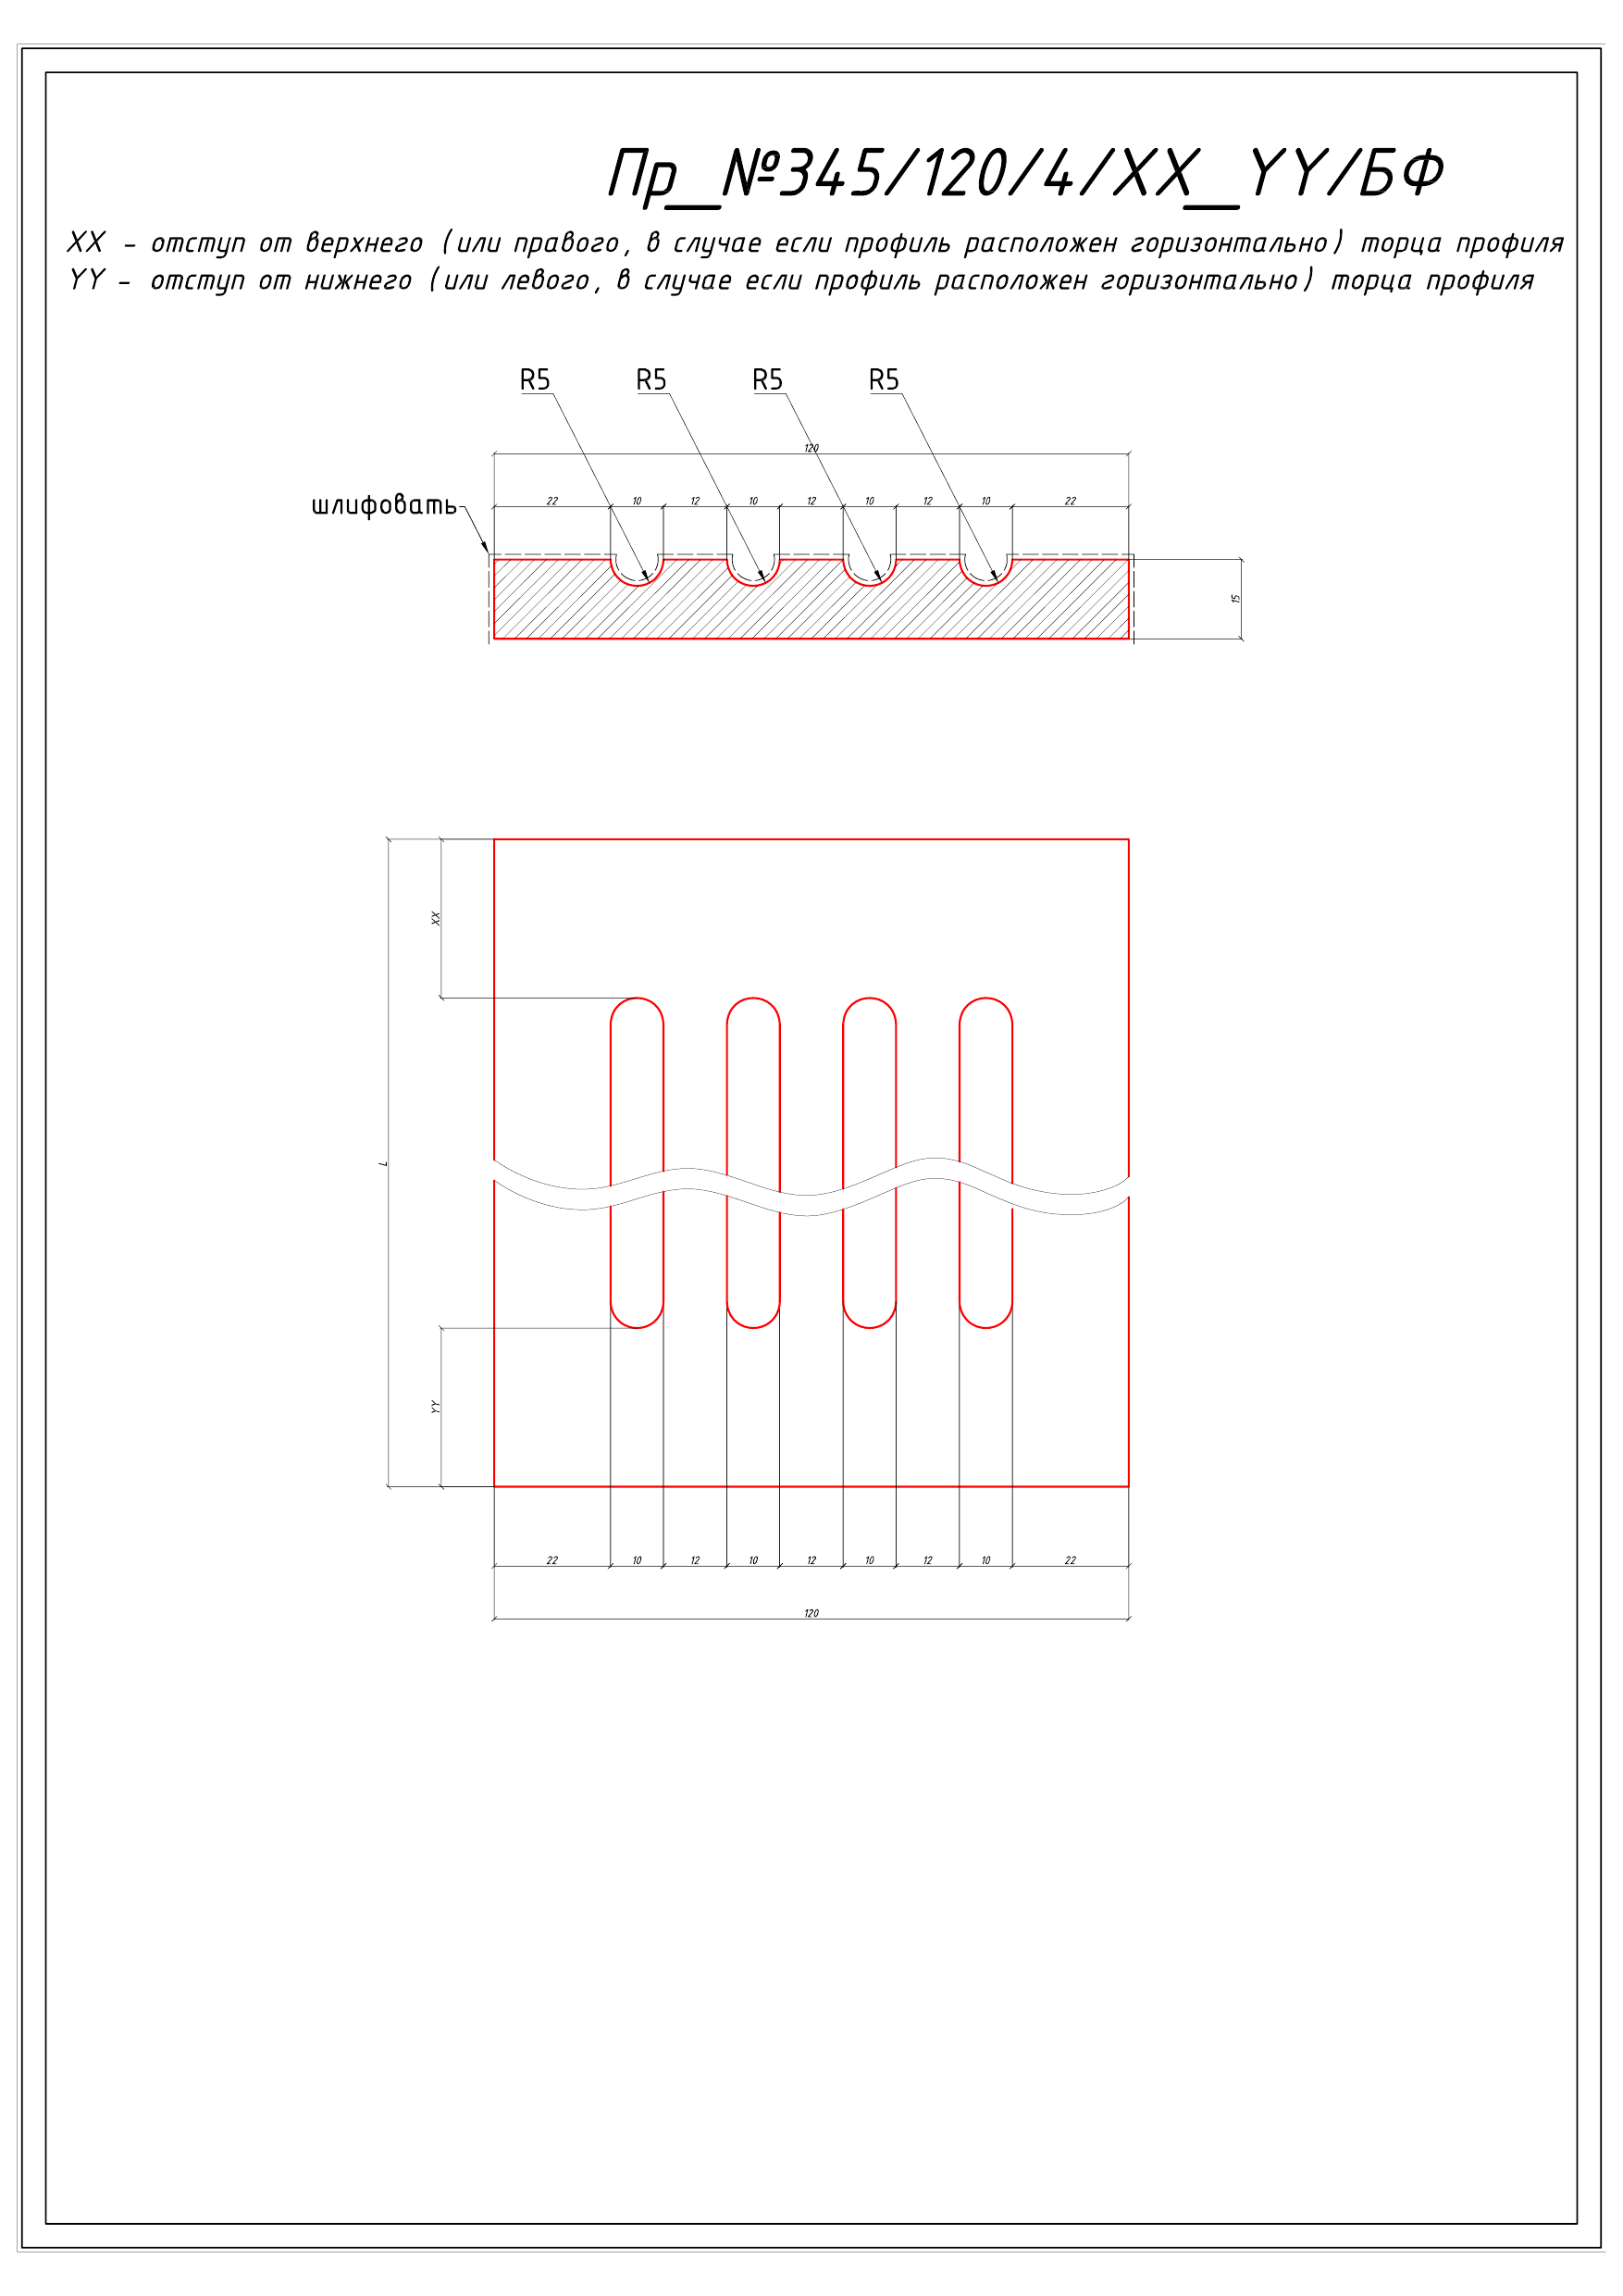 Пр_№345/120/4/XX_YY/БФ
XX - отступ от верхнего (или правого, в случае если профиль расположен горизонтально) торца профиля
YY - отступ от нижнего (или левого, в случае если профиль расположен горизонтально) торца профиля
R5 R5 R5 R5
120
шлифовать
22 10 12 10 12 10 12 10 22
15
XX
L
YY
22 10 12 10 12 10 12 10 22
120